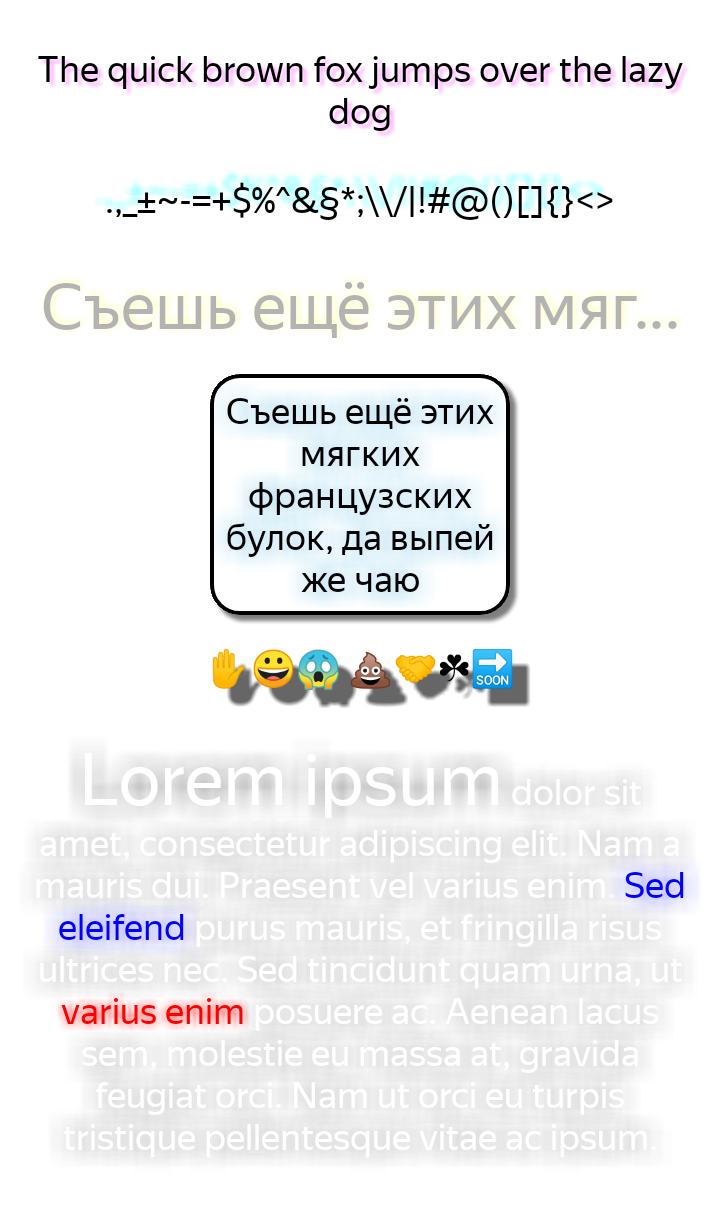 The quick brown fox jumps over the lazy
dog
.,_±~-=+$%^&§*;\\/|!#@()[]{}<>
Съешь ещё этих мяг...
Съешь ещё этих
мягких
французских
булок, да выпей
же чаю
✋😀😱💩🤝☘🔜
Lorem ipsum dolor sit
amet, consectetur adipiscing elit. Nam a
mauris dui. Praesent vel varius enim. Sed
eleifend purus mauris, et fringilla risus
ultrices nec. Sed tincidunt quam urna, ut
varius enim posuere ac. Aenean lacus
sem, molestie eu massa at, gravida
feugiat orci. Nam ut orci eu turpis
tristique pellentesque vitae ac ipsum.